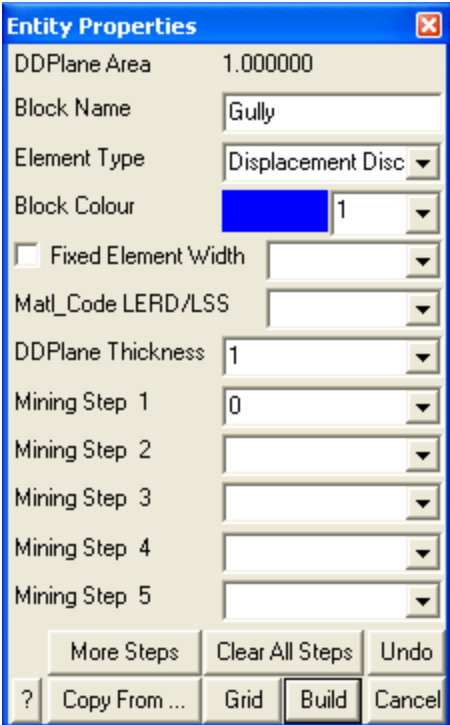 Entity Properties
DDPlane Area 1.000000
Block Name Gully
Element Type Displacement Disc
Block Colour 1
Fixed Element Width
Matl_Code LERD/LSS
DDPlane Thickness 1
Mining Step 1 0
Mining Step 2
Mining Step 3
Mining Step 4
Mining Step 5
More Steps Clear All Steps Undo
? Copy From ... Grid Build Cancel